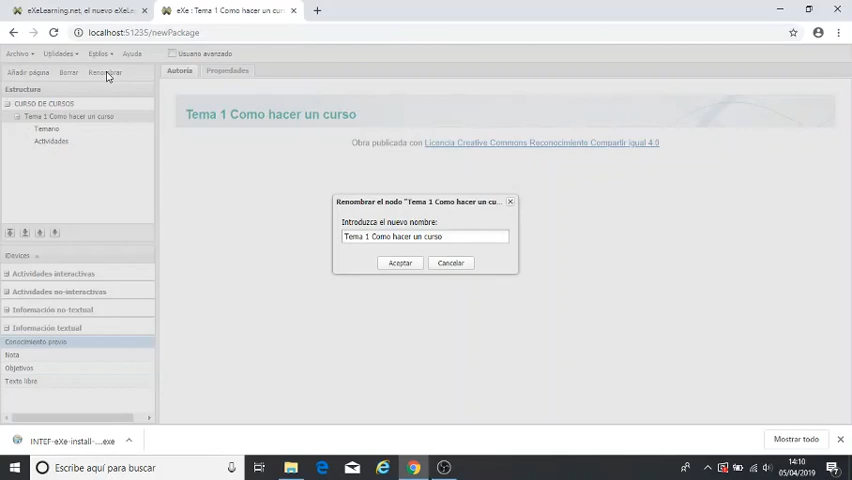 eXeLearning.net, el nuevo eXeL
eXe : Tema 1 Como hacer un cur
localhost:51235/newPackage
Archivo Utilidades Estilos Ayuda Usuario avanzado
Añadir página Borrar Renombrar
Autoría Propiedades
Estructura
CURSO DE CURSOS
Tema 1 Como hacer un curso
Temario
Actividades
Tema 1 Como hacer un curso
Obra publicada con Licencia Creative Commons Reconocimiento Compartir igual 4.0
Renombrar el nodo "Tema 1 Como hacer un cu...
Introduzca el nuevo nombre:
Tema 1 Como hacer un curso
Aceptar Cancelar
iDevices
Actividades interactivas
Actividades no-interactivas
Información no-textual
Información textual
Conocimiento previo
Nota
Objetivos
Texto libre
INTEF-eXe-install-....exe
Mostrar todo
Escribe aquí para buscar
14:10
05/04/2019